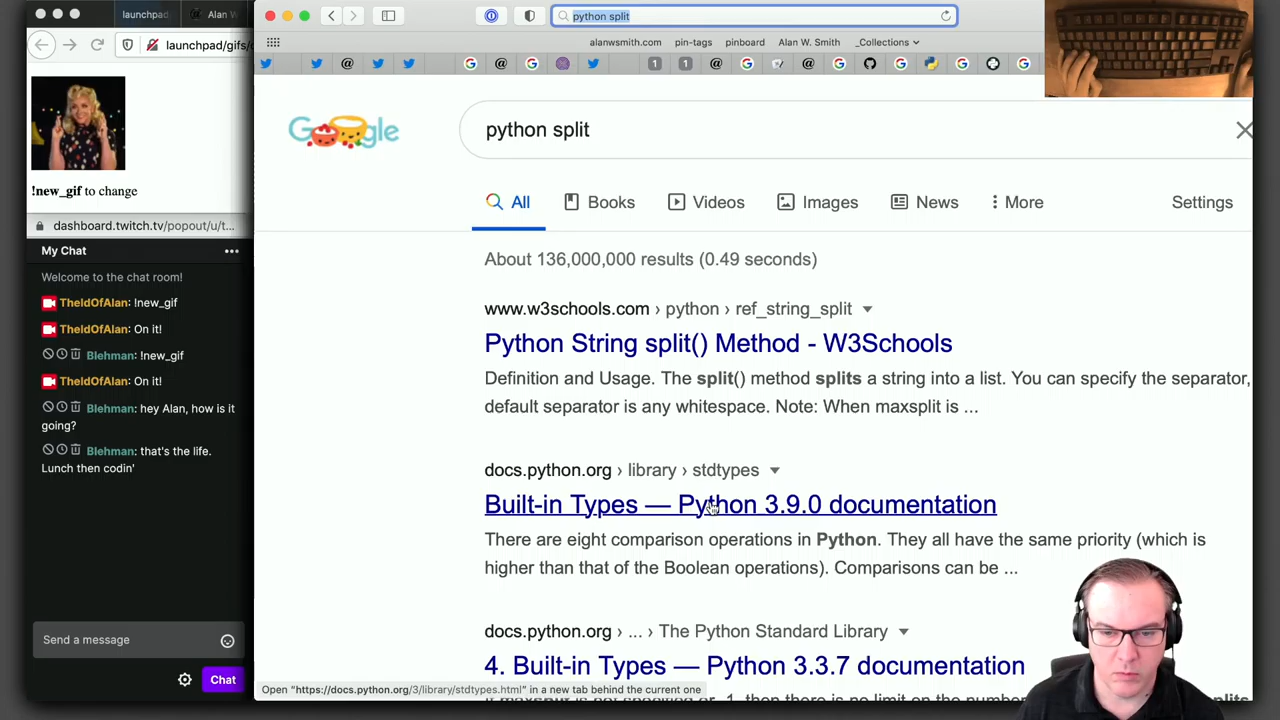 launchpad
Alan W
launchpad/gifs/
!new_gif to change
dashboard.twitch.tv/popout/u/t...
My Chat
Welcome to the chat room!
TheIdOfAlan: !new_gif
TheIdOfAlan: On it!
Blehman: !new_gif
TheIdOfAlan: On it!
Blehman: hey Alan, how is it
going?
Blehman: that's the life.
Lunch then codin'
Send a message
Chat
python split
alanwsmith.com pin-tags pinboard Alan W. Smith _Collections
Google
python split
All Books Videos Images News More Settings
About 136,000,000 results (0.49 seconds)
www.w3schools.com › python › ref_string_split
Python String split() Method - W3Schools
Definition and Usage. The split() method splits a string into a list. You can specify the separator,
default separator is any whitespace. Note: When maxsplit is ...
docs.python.org › library › stdtypes
Built-in Types — Python 3.9.0 documentation
There are eight comparison operations in Python. They all have the same priority (which is
higher than that of the Boolean operations). Comparisons can be ...
docs.python.org › ... › The Python Standard Library
4. Built-in Types — Python 3.3.7 documentation
Open "https://docs.python.org/3/library/stdtypes.html" in a new tab behind the current one